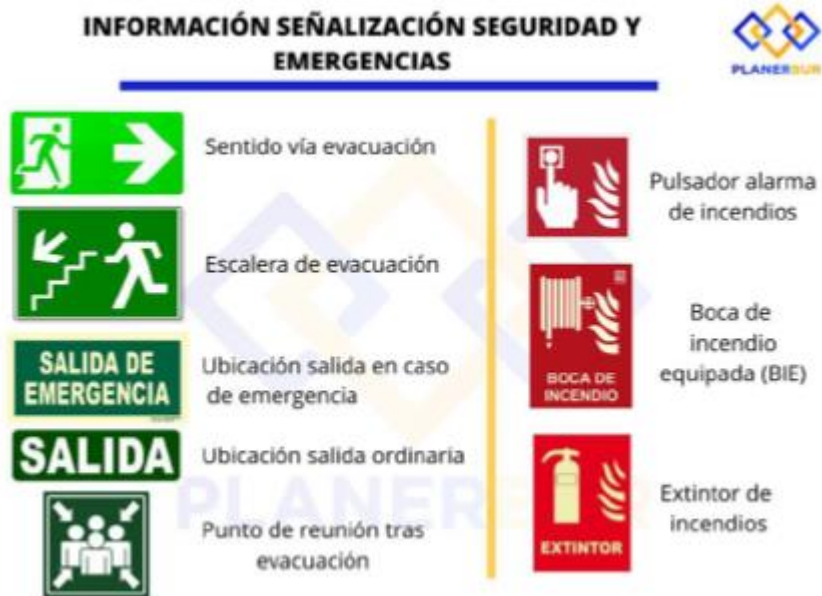 INFORMACIÓN SEÑALIZACIÓN SEGURIDAD Y
EMERGENCIAS
PLANERSUR
Sentido vía evacuación
Escalera de evacuación
SALIDA DE
EMERGENCIA
Ubicación salida en caso
de emergencia
SALIDA
Ubicación salida ordinaria
Punto de reunión tras
evacuación
Pulsador alarma
de incendios
BOCA DE
INCENDIO
Boca de
incendio
equipada (BIE)
EXTINTOR
Extintor de
incendios
PLANERSUR